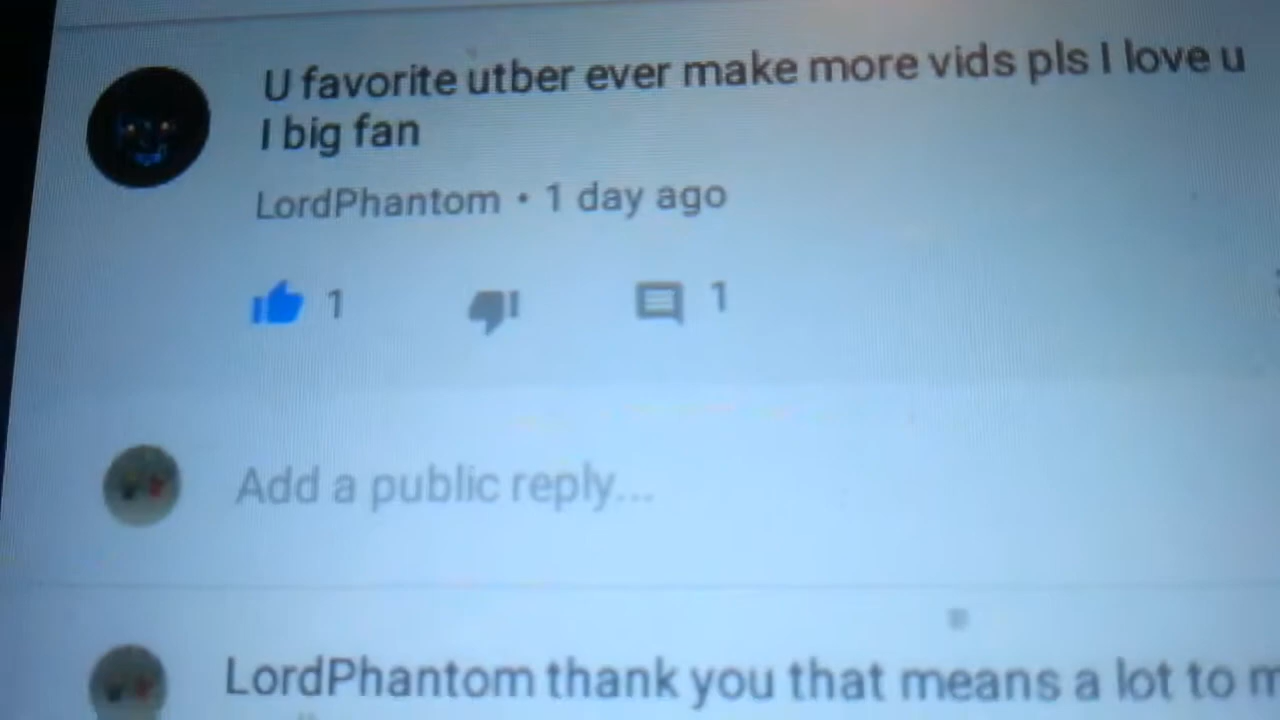 U favorite utber ever make more vids pls I love u
I big fan
LordPhantom • 1 day ago
1
1
Add a public reply...
LordPhantom thank you that means a lot to